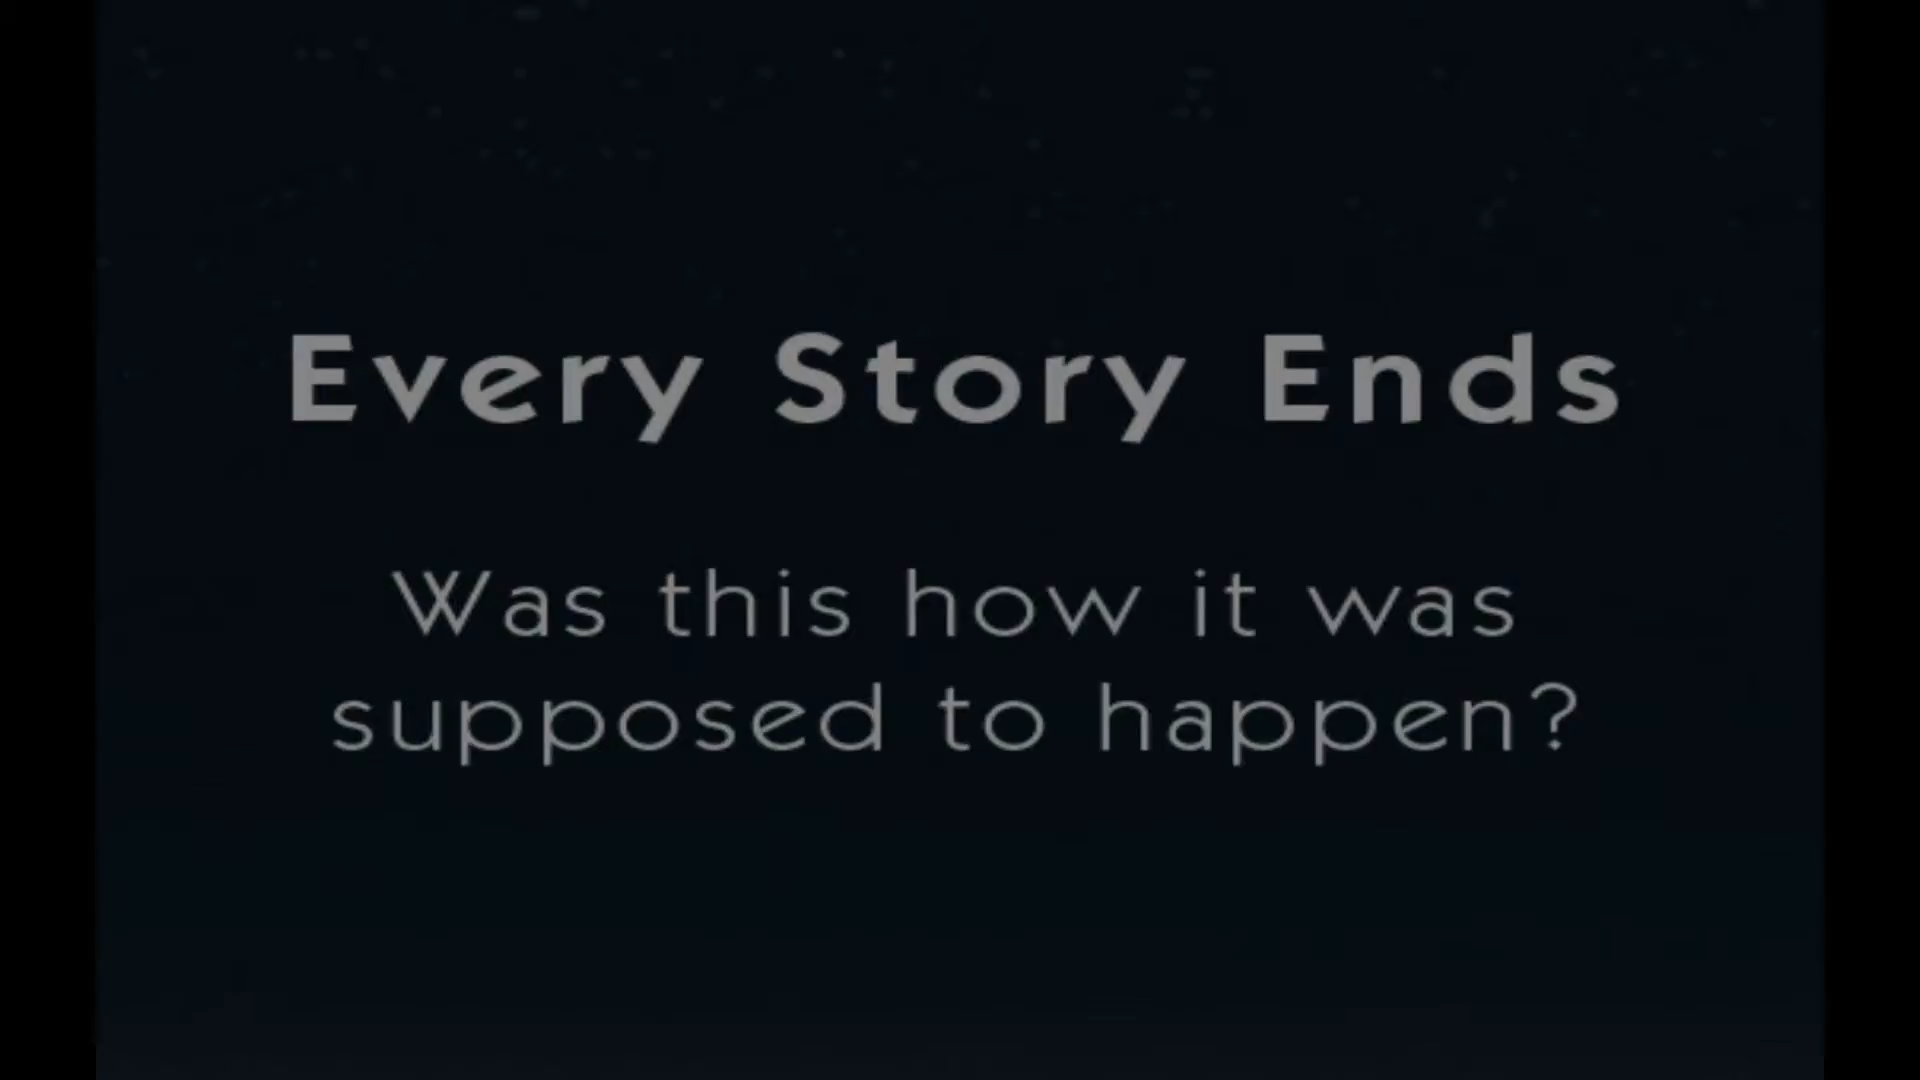 Every Story Ends
Was this how it was
supposed to happen?